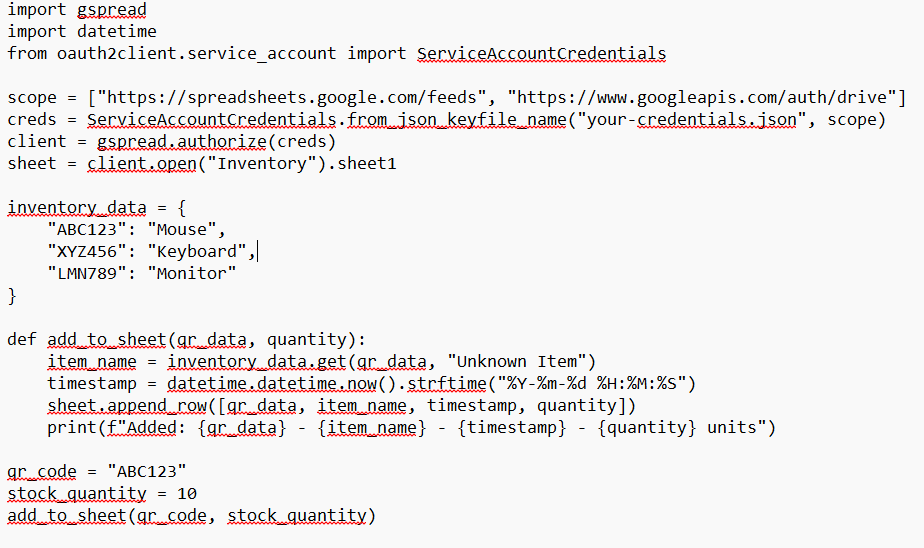 import gspread
import datetime
from oauth2client.service_account import ServiceAccountCredentials

scope = ["https://spreadsheets.google.com/feeds", "https://www.googleapis.com/auth/drive"]
creds = ServiceAccountCredentials.from_json_keyfile_name("your-credentials.json", scope)
client = gspread.authorize(creds)
sheet = client.open("Inventory").sheet1

inventory_data = {
    "ABC123": "Mouse",
    "XYZ456": "Keyboard",
    "LMN789": "Monitor"
}

def add_to_sheet(qr_data, quantity):
    item_name = inventory_data.get(qr_data, "Unknown Item")
    timestamp = datetime.datetime.now().strftime("%Y-%m-%d %H:%M:%S")
    sheet.append_row([qr_data, item_name, timestamp, quantity])
    print(f"Added: {qr_data} - {item_name} - {timestamp} - {quantity} units")

qr_code = "ABC123"
stock_quantity = 10
add_to_sheet(qr_code, stock_quantity)